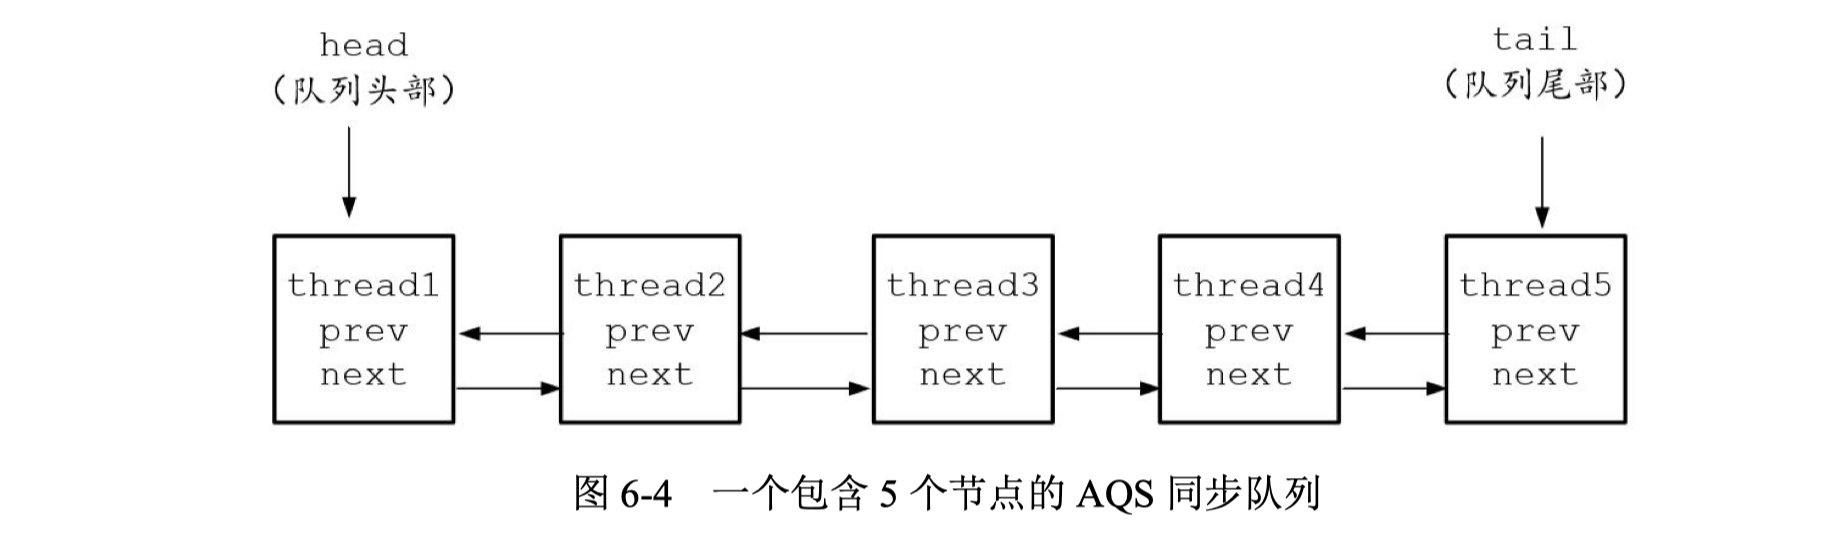 head
（队列头部）
tail
（队列尾部）
thread1
prev
next
thread2
prev
next
thread3
prev
next
thread4
prev
next
thread5
prev
next
图 6-4 一个包含 5 个节点的 AQS 同步队列